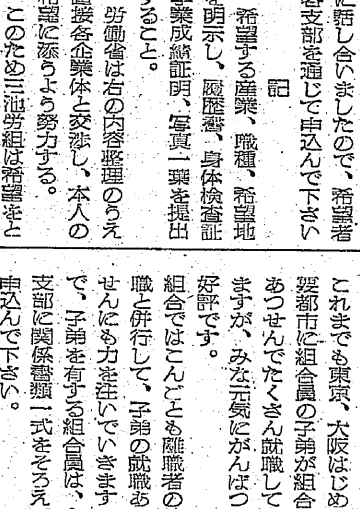 に話し合いましたので、希望者
各支部を通じて申込んで下さい
記
希望する産業、職種、希望地
を明示し、履歴書、身体検査証
業成績証明、写真一葉を提出
すること。
労働省は右の内容整理のうえ
直接各企業体と交渉し、本人の
希望に添うよう努力する。
このため三池労組は希望をと
これまでも東京、大阪はじめ
要都市に組合員の子弟が組合
あつせんでたくさん就職して
ますが、みな元気にがんばつ
好評です。
組合ではこんごとも離職者の
職と併行して、子弟の就職あ
せんにも力を注いでいきます
で、子弟を有する組合員は、
支部に関係書類一式をそろえ
申込んで下さい。